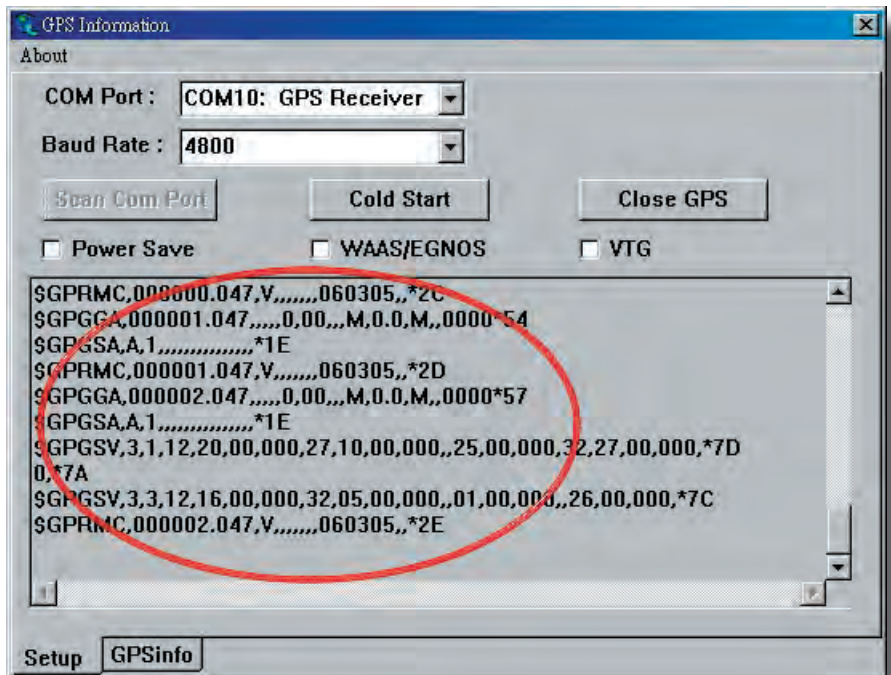 GPS Information
About
COM Port : COM10: GPS Receiver
Baud Rate : 4800
Scan Com Port Cold Start Close GPS
Power Save WAAS/EGNOS VTG
$GPRMC,000000.047,V,,,,,,,060305,,*2C
$GPGGA,000001.047,,,,,0,00,,,M,0.0,M,,0000*54
$GPGSA,A,1,,,,,,,,,,,,,,,*1E
$GPRMC,000001.047,V,,,,,,,060305,,*2D
$GPGGA,000002.047,,,,,0,00,,,M,0.0,M,,0000*57
$GPGSA,A,1,,,,,,,,,,,,,,,*1E
$GPGSV,3,1,12,20,00,000,27,10,00,000,,25,00,000,32,27,00,000,*7D
0,*7A
$GPGSV,3,3,12,16,00,000,32,05,00,000,,01,00,000,,26,00,000,*7C
$GPRMC,000002.047,V,,,,,,,060305,,*2E
Setup GPSinfo